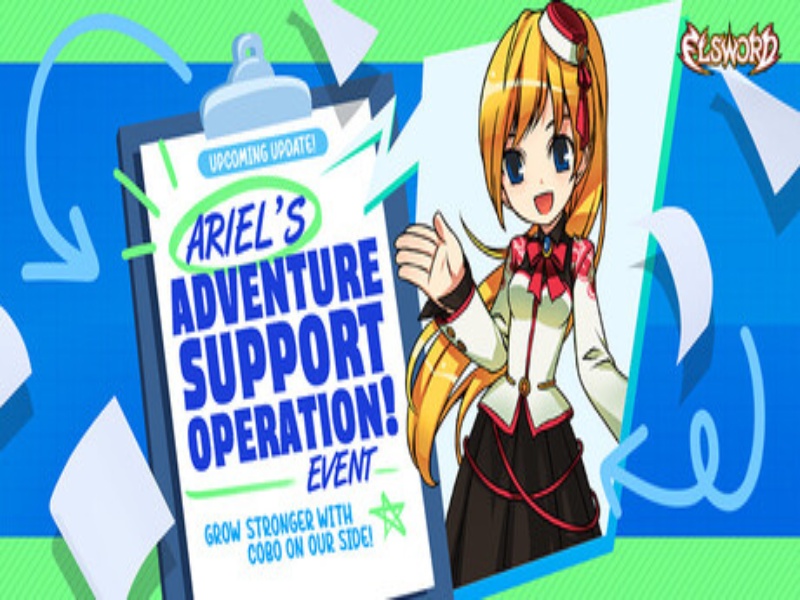 ELSWORD
UPCOMING UPDATE!
ARIEL'S
ADVENTURE
SUPPORT
OPERATION!
EVENT
GROW STRONGER WITH
COBO ON OUR SIDE!